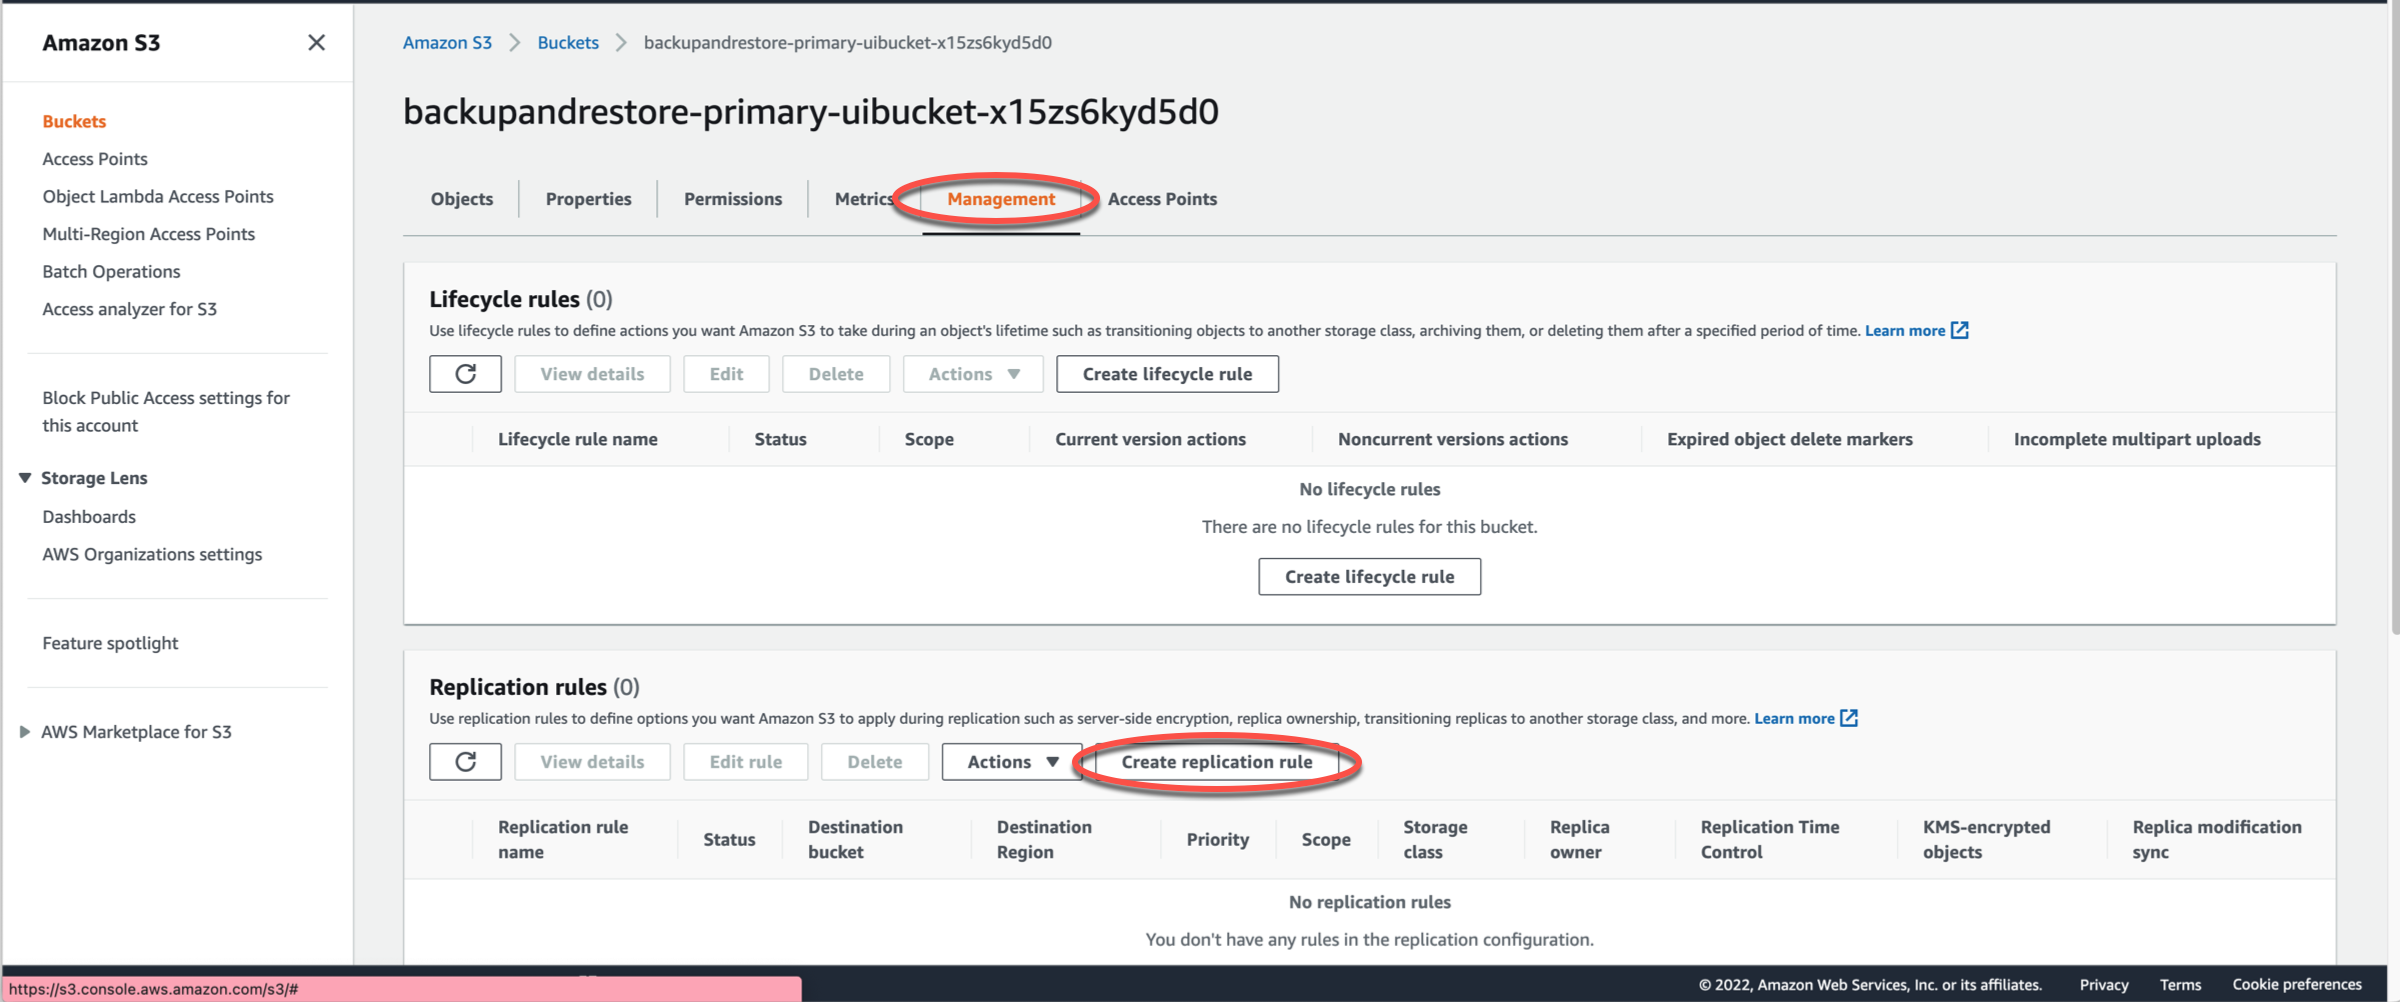 Amazon S3
Buckets
Access Points
Object Lambda Access Points
Multi-Region Access Points
Batch Operations
Access analyzer for S3
Block Public Access settings for
this account
Storage Lens
Dashboards
AWS Organizations settings
Feature spotlight
AWS Marketplace for S3
Amazon S3 Buckets backupandrestore-primary-uibucket-x15zs6kyd5d0
backupandrestore-primary-uibucket-x15zs6kyd5d0
Objects Properties Permissions Metrics Management Access Points
Lifecycle rules (0)
Use lifecycle rules to define actions you want Amazon S3 to take during an object's lifetime such as transitioning objects to another storage class, archiving them, or deleting them after a specified period of time. Learn more
View details Edit Delete Actions Create lifecycle rule
Lifecycle rule name Status Scope Current version actions Noncurrent versions actions Expired object delete markers Incomplete multipart uploads
No lifecycle rules
There are no lifecycle rules for this bucket.
Create lifecycle rule
Replication rules (0)
Use replication rules to define options you want Amazon S3 to apply during replication such as server-side encryption, replica ownership, transitioning replicas to another storage class, and more. Learn more
View details Edit rule Delete Actions Create replication rule
Replication rule name Status Destination bucket Destination Region Priority Scope Storage class Replica owner Replication Time Control KMS-encrypted objects Replica modification sync
No replication rules
You don't have any rules in the replication configuration.
https://s3.console.aws.amazon.com/s3/#
© 2022, Amazon Web Services, Inc. or its affiliates. Privacy Terms Cookie preferences